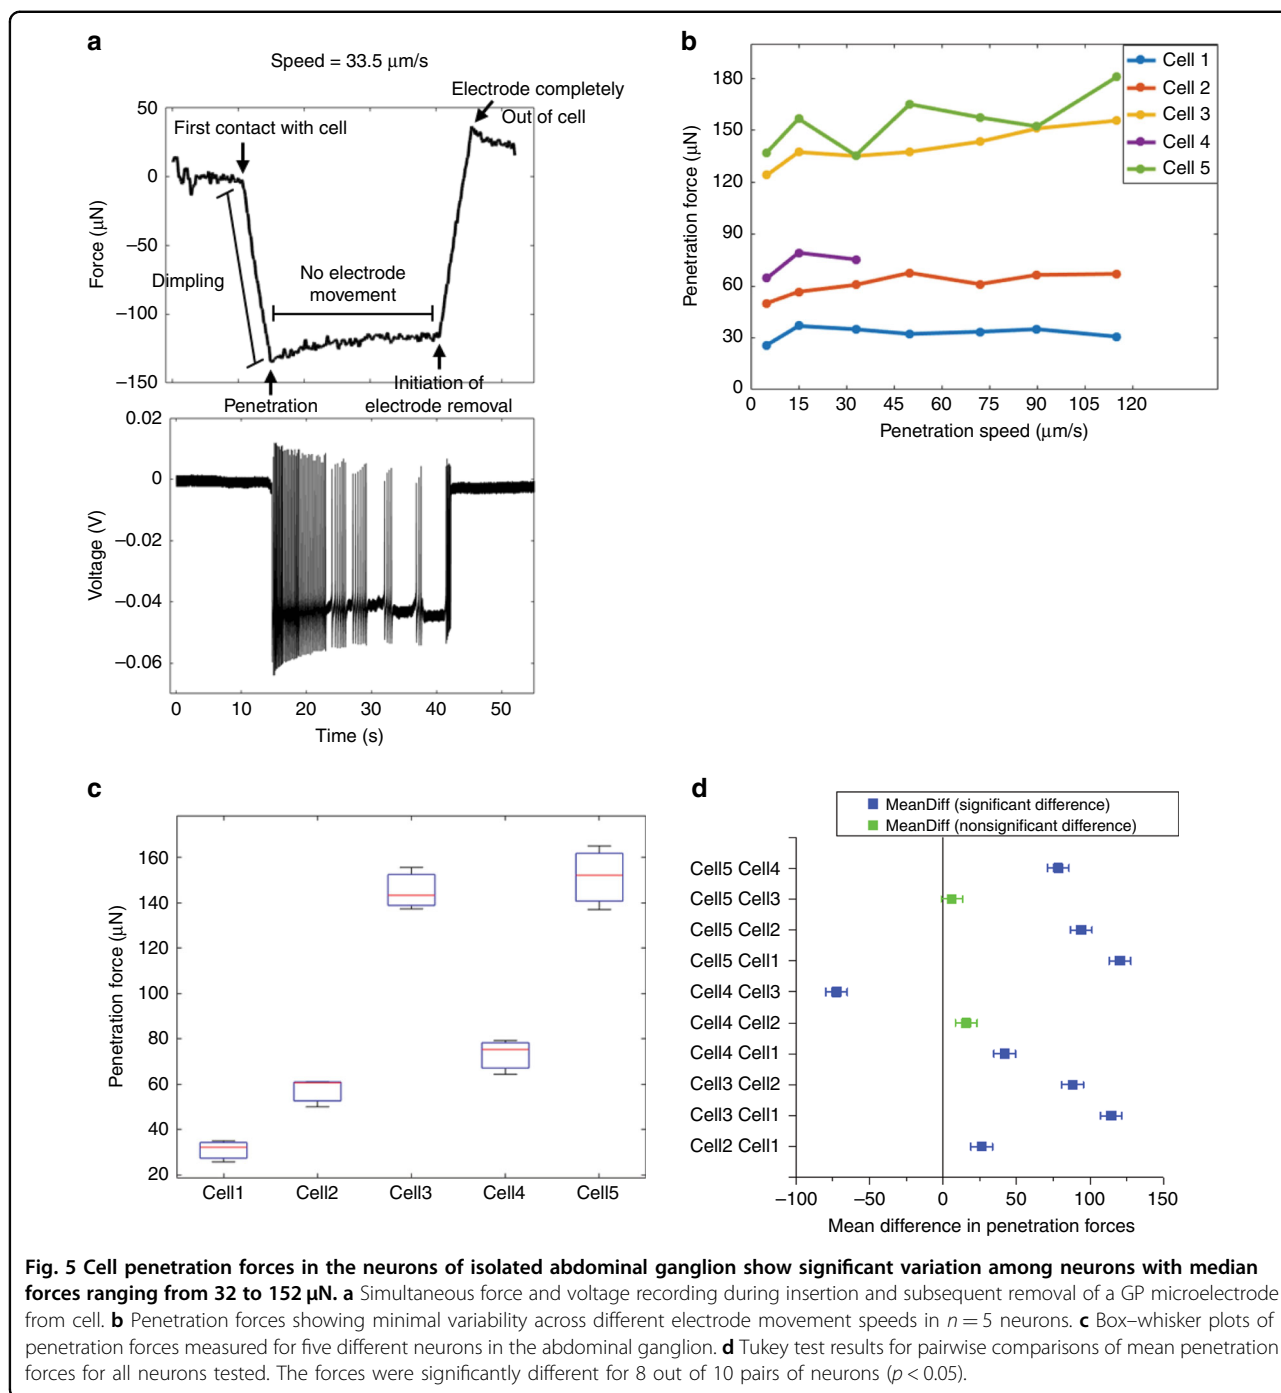 a
Speed = 33.5 μm/s
Electrode completely
Out of cell
First contact with cell
50
0
−50
−100
−150
Force (μN)
Dimpling
No electrode
movement
Penetration
Initiation of
electrode removal
0.02
0
−0.02
−0.04
−0.06
Voltage (V)
0 10 20 30 40 50
Time (s)
b
180
150
120
90
60
30
0
Penetration force (μN)
Cell 1
Cell 2
Cell 3
Cell 4
Cell 5
0 15 30 45 60 75 90 105 120
Penetration speed (μm/s)
c
160
140
120
100
80
60
40
20
Penetration force (μN)
Cell1 Cell2 Cell3 Cell4 Cell5
d
MeanDiff (significant difference)
MeanDiff (nonsignificant difference)
Cell5 Cell4
Cell5 Cell3
Cell5 Cell2
Cell5 Cell1
Cell4 Cell3
Cell4 Cell2
Cell4 Cell1
Cell3 Cell2
Cell3 Cell1
Cell2 Cell1
−100 −50 0 50 100 150
Mean difference in penetration forces
Fig. 5 Cell penetration forces in the neurons of isolated abdominal ganglion show significant variation among neurons with median
forces ranging from 32 to 152 μN. a Simultaneous force and voltage recording during insertion and subsequent removal of a GP microelectrode
from cell. b Penetration forces showing minimal variability across different electrode movement speeds in n = 5 neurons. c Box–whisker plots of
penetration forces measured for five different neurons in the abdominal ganglion. d Tukey test results for pairwise comparisons of mean penetration
forces for all neurons tested. The forces were significantly different for 8 out of 10 pairs of neurons (p < 0.05).